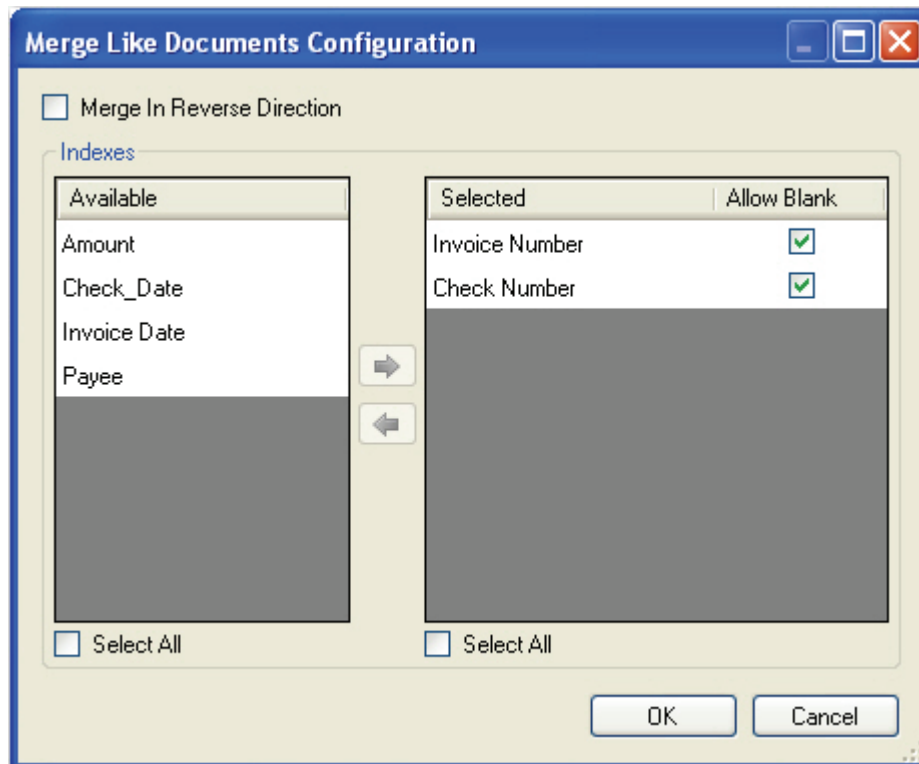 Merge Like Documents Configuration
Merge In Reverse Direction
Indexes
Available
Amount
Check_Date
Invoice Date
Payee
Select All
Selected Allow Blank
Invoice Number
Check Number
Select All
OK Cancel